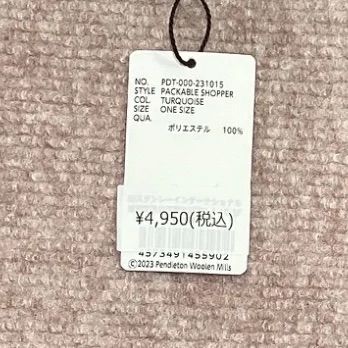 NO. PDT-000-231015
STYLE PACKABLE SHOPPER
COL. TURQUOISE
SIZE ONE SIZE
QUA.
ポリエステル 100%
¥4,950(税込)
4573491455902
©2023 Pendleton Woolen Mills